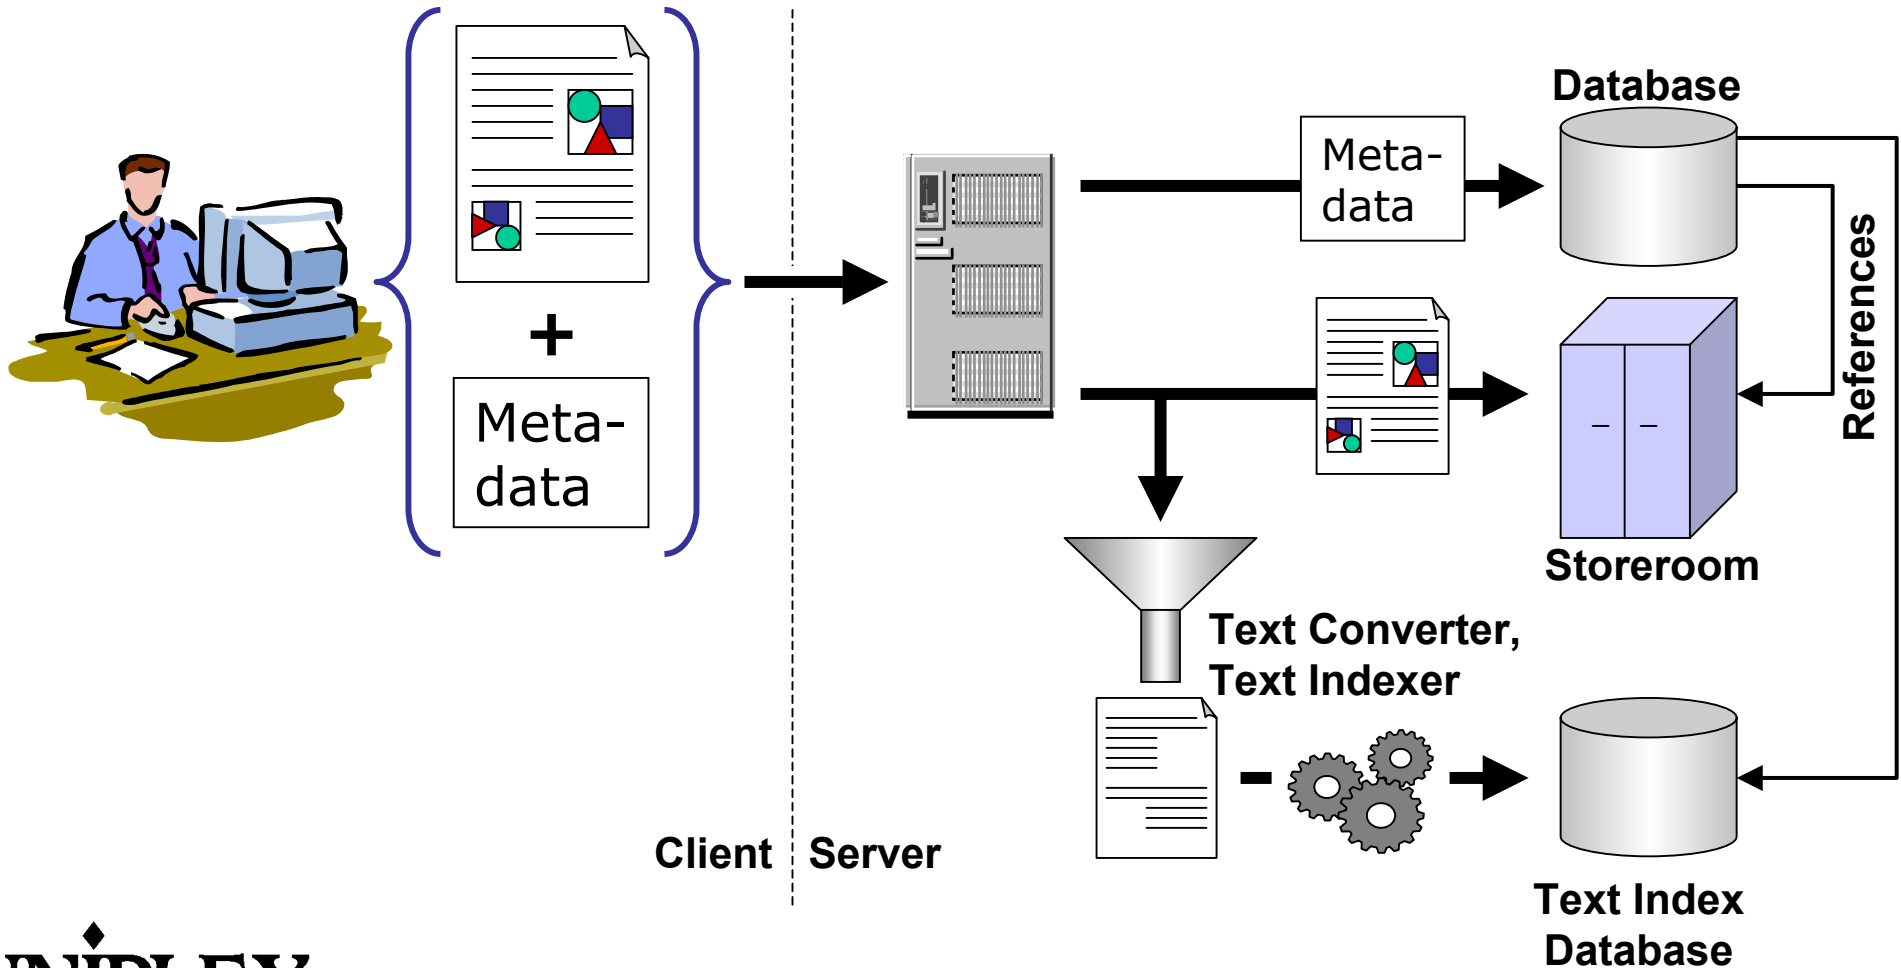 Meta-
data
Client
Server
Meta-
data
Database
References
Storeroom
Text Converter,
Text Indexer
Text Index
Database